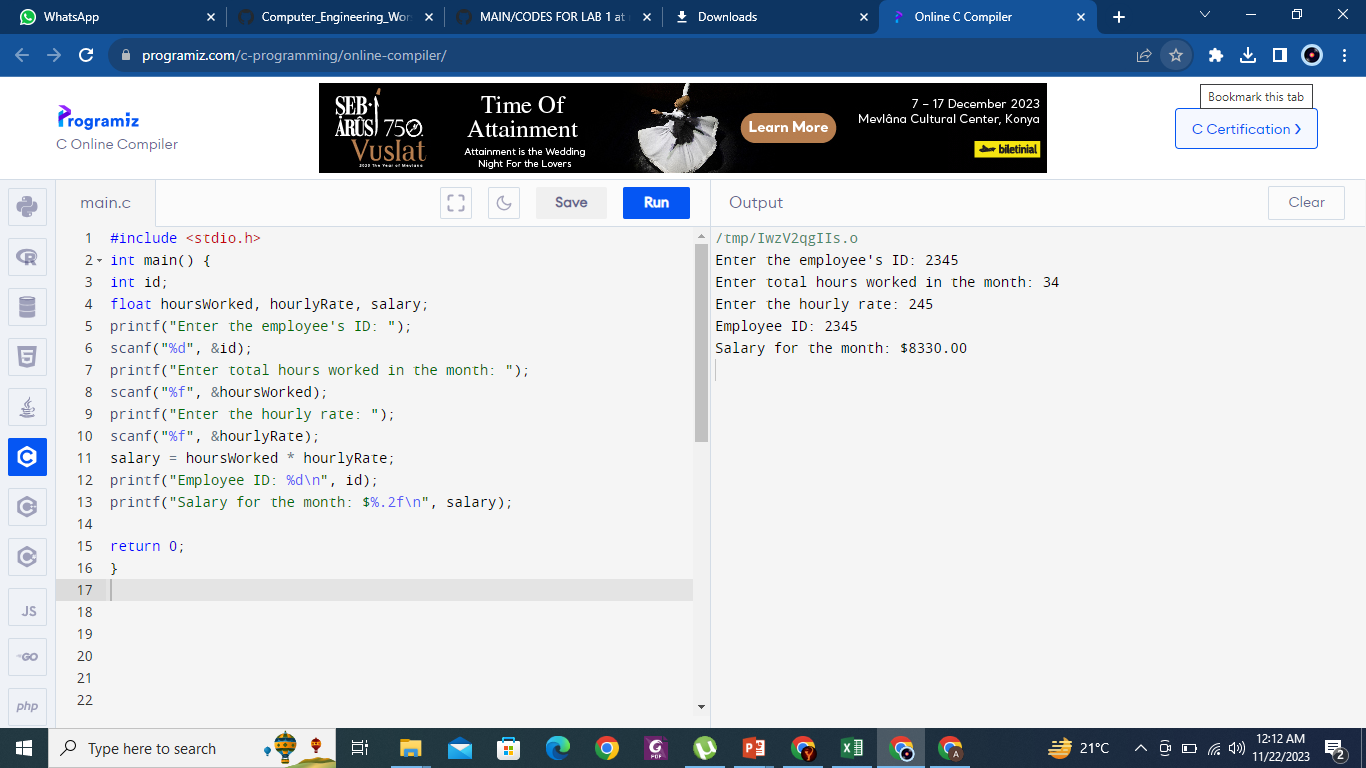 WhatsApp
Computer_Engineering_Wor
MAIN/CODES FOR LAB 1 at
Downloads
Online C Compiler
programiz.com/c-programming/online-compiler/
Bookmark this tab
Programiz
C Online Compiler
ŞEB-İ
ARÛS 750.
Vuslat
2023 The Year of Mevlana
Time Of
Attainment
Attainment is the Wedding
Night For the Lovers
Learn More
7 – 17 December 2023
Mevlâna Cultural Center, Konya
biletinial
C Certification
main.c
Save
Run
Output
Clear
1 #include <stdio.h>
2 int main() {
3 int id;
4 float hoursWorked, hourlyRate, salary;
5 printf("Enter the employee's ID: ");
6 scanf("%d", &id);
7 printf("Enter total hours worked in the month: ");
8 scanf("%f", &hoursWorked);
9 printf("Enter the hourly rate: ");
10 scanf("%f", &hourlyRate);
11 salary = hoursWorked * hourlyRate;
12 printf("Employee ID: %d\n", id);
13 printf("Salary for the month: $%.2f\n", salary);
14
15 return 0;
16 }
17
18
19
20
21
22
/tmp/IwzV2qgIIs.o
Enter the employee's ID: 2345
Enter total hours worked in the month: 34
Enter the hourly rate: 245
Employee ID: 2345
Salary for the month: $8330.00
JS
GO
php
Type here to search
21°C
12:12 AM
11/22/2023
2